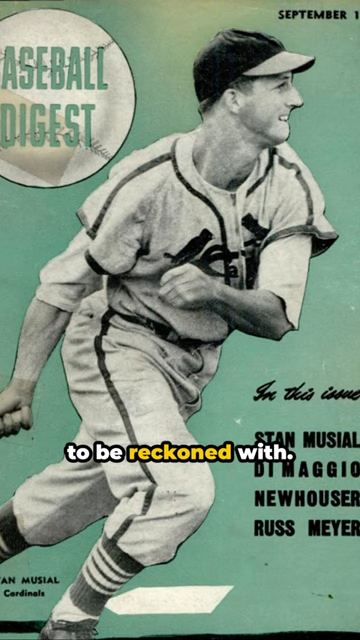 SEPTEMBER 1
ASEBALL
DIGEST
In this issue
STAN MUSIAL
DI MAGGIO
NEWHOUSER
RUSS MEYER
to be reckoned with.
AN MUSIAL
Cardinals